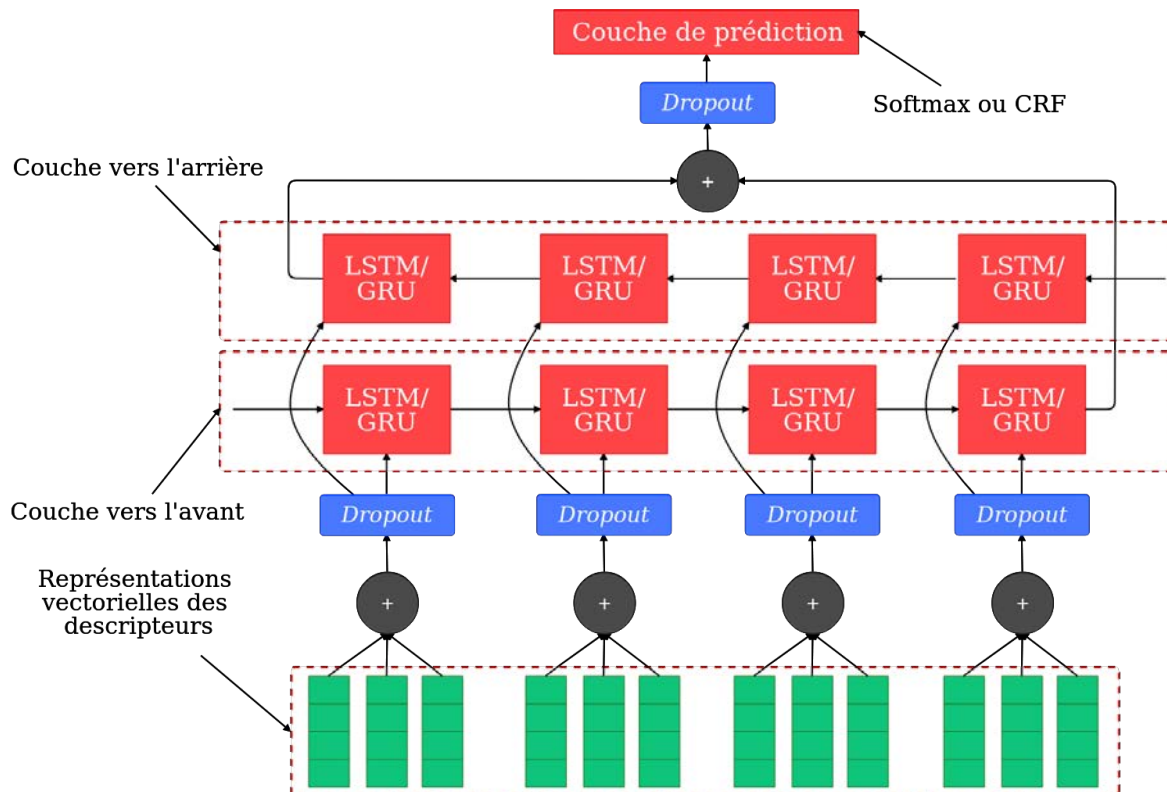 Couche de prédiction
Softmax ou CRF
Dropout
Couche vers l'arrière
+
LSTM/
GRU
LSTM/
GRU
LSTM/
GRU
LSTM/
GRU
LSTM/
GRU
LSTM/
GRU
LSTM/
GRU
LSTM/
GRU
Couche vers l'avant
Dropout
Dropout
Dropout
Dropout
Représentations
vectorielles des
descripteurs
+
+
+
+